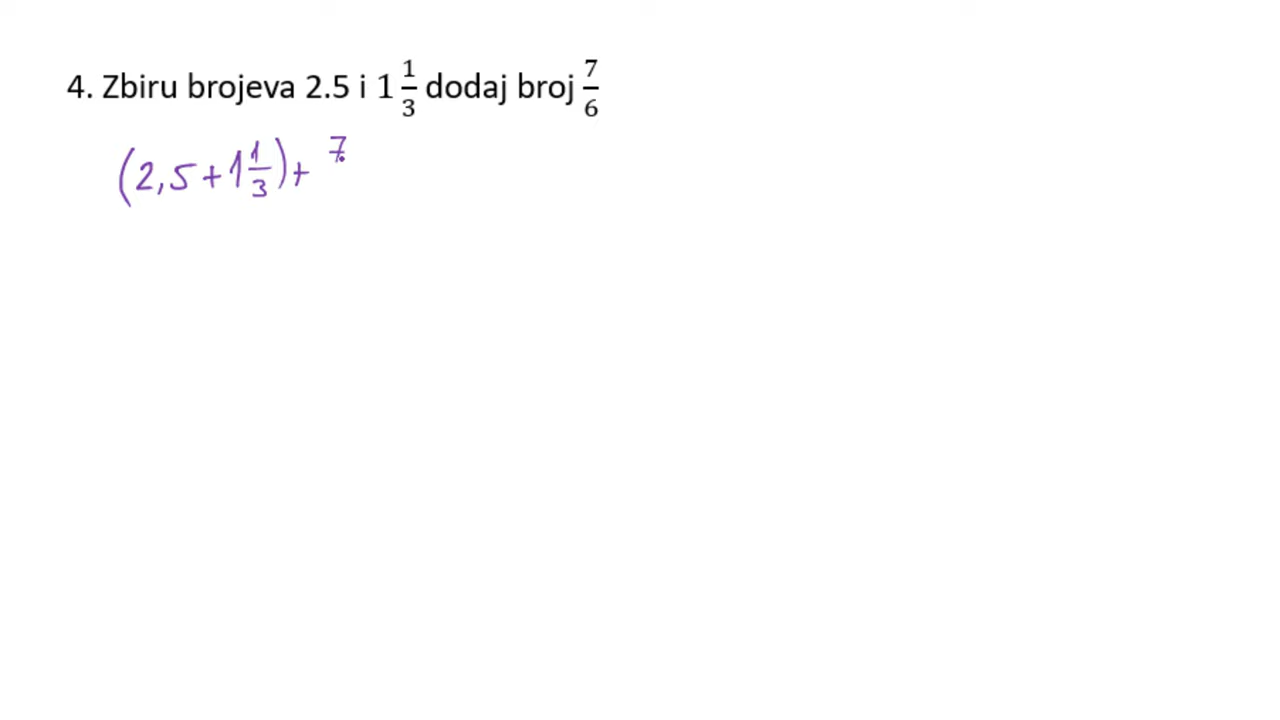 4. Zbiru brojeva 2.5 i 1 1/3 dodaj broj 7/6
(2,5 + 1 1/3) + 7